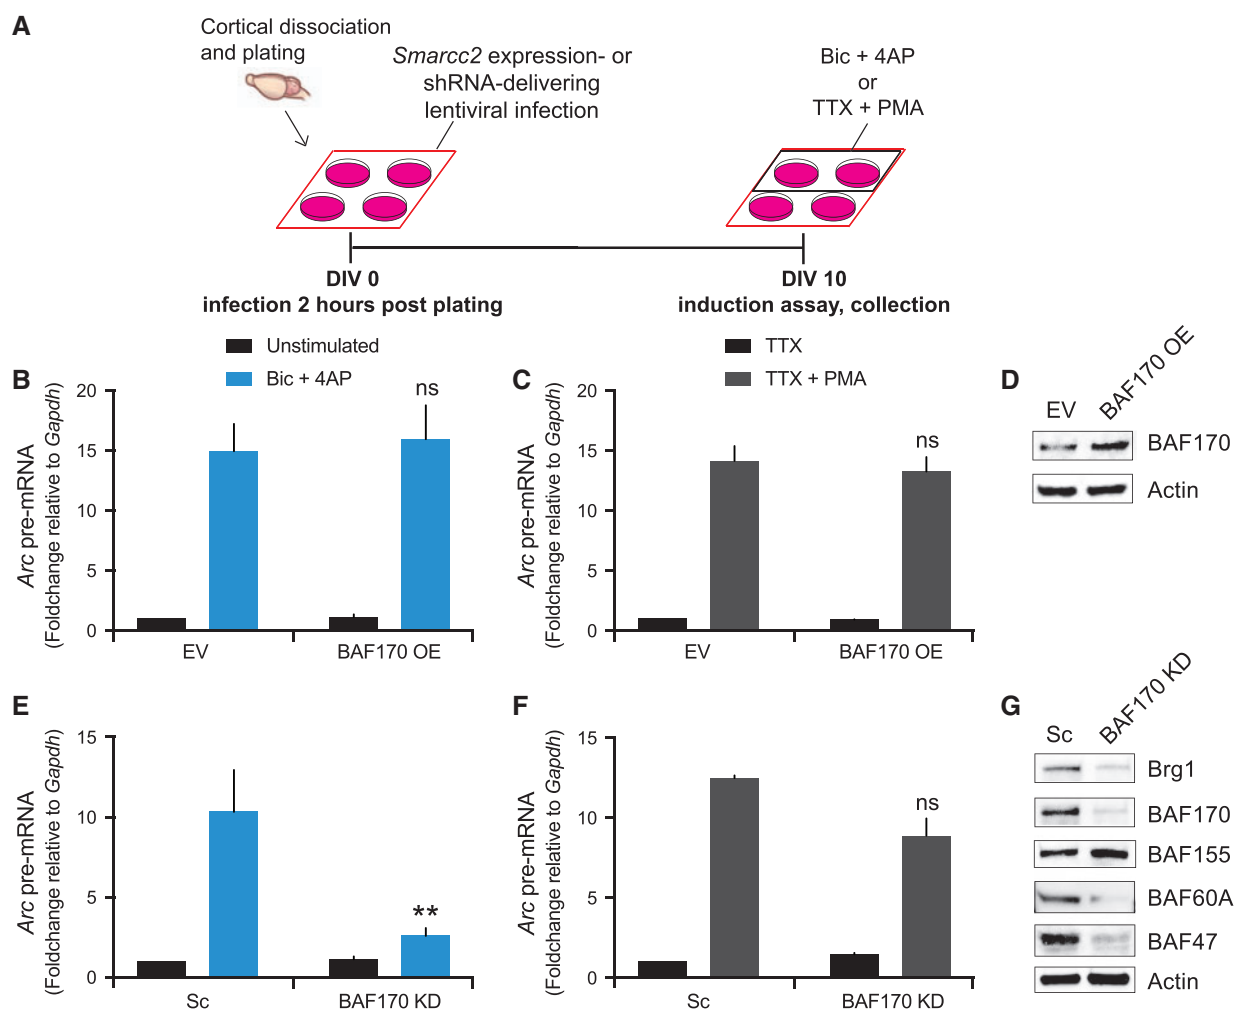 A
Cortical dissociation
and plating
Smarcc2 expression- or
shRNA-delivering
lentiviral infection
Bic + 4AP
or
TTX + PMA
DIV 0
infection 2 hours post plating
DIV 10
induction assay, collection
B
Unstimulated
Bic + 4AP
Arc pre-mRNA
(Foldchange relative to Gapdh)
20
15
10
5
0
ns
EV
BAF170 OE
C
TTX
TTX + PMA
Arc pre-mRNA
(Foldchange relative to Gapdh)
20
15
10
5
0
ns
EV
BAF170 OE
D
EV
BAF170 OE
BAF170
Actin
E
Arc pre-mRNA
(Foldchange relative to Gapdh)
15
10
5
0
**
Sc
BAF170 KD
F
Arc pre-mRNA
(Foldchange relative to Gapdh)
15
10
5
0
ns
Sc
BAF170 KD
G
Sc
BAF170 KD
Brg1
BAF170
BAF155
BAF60A
BAF47
Actin